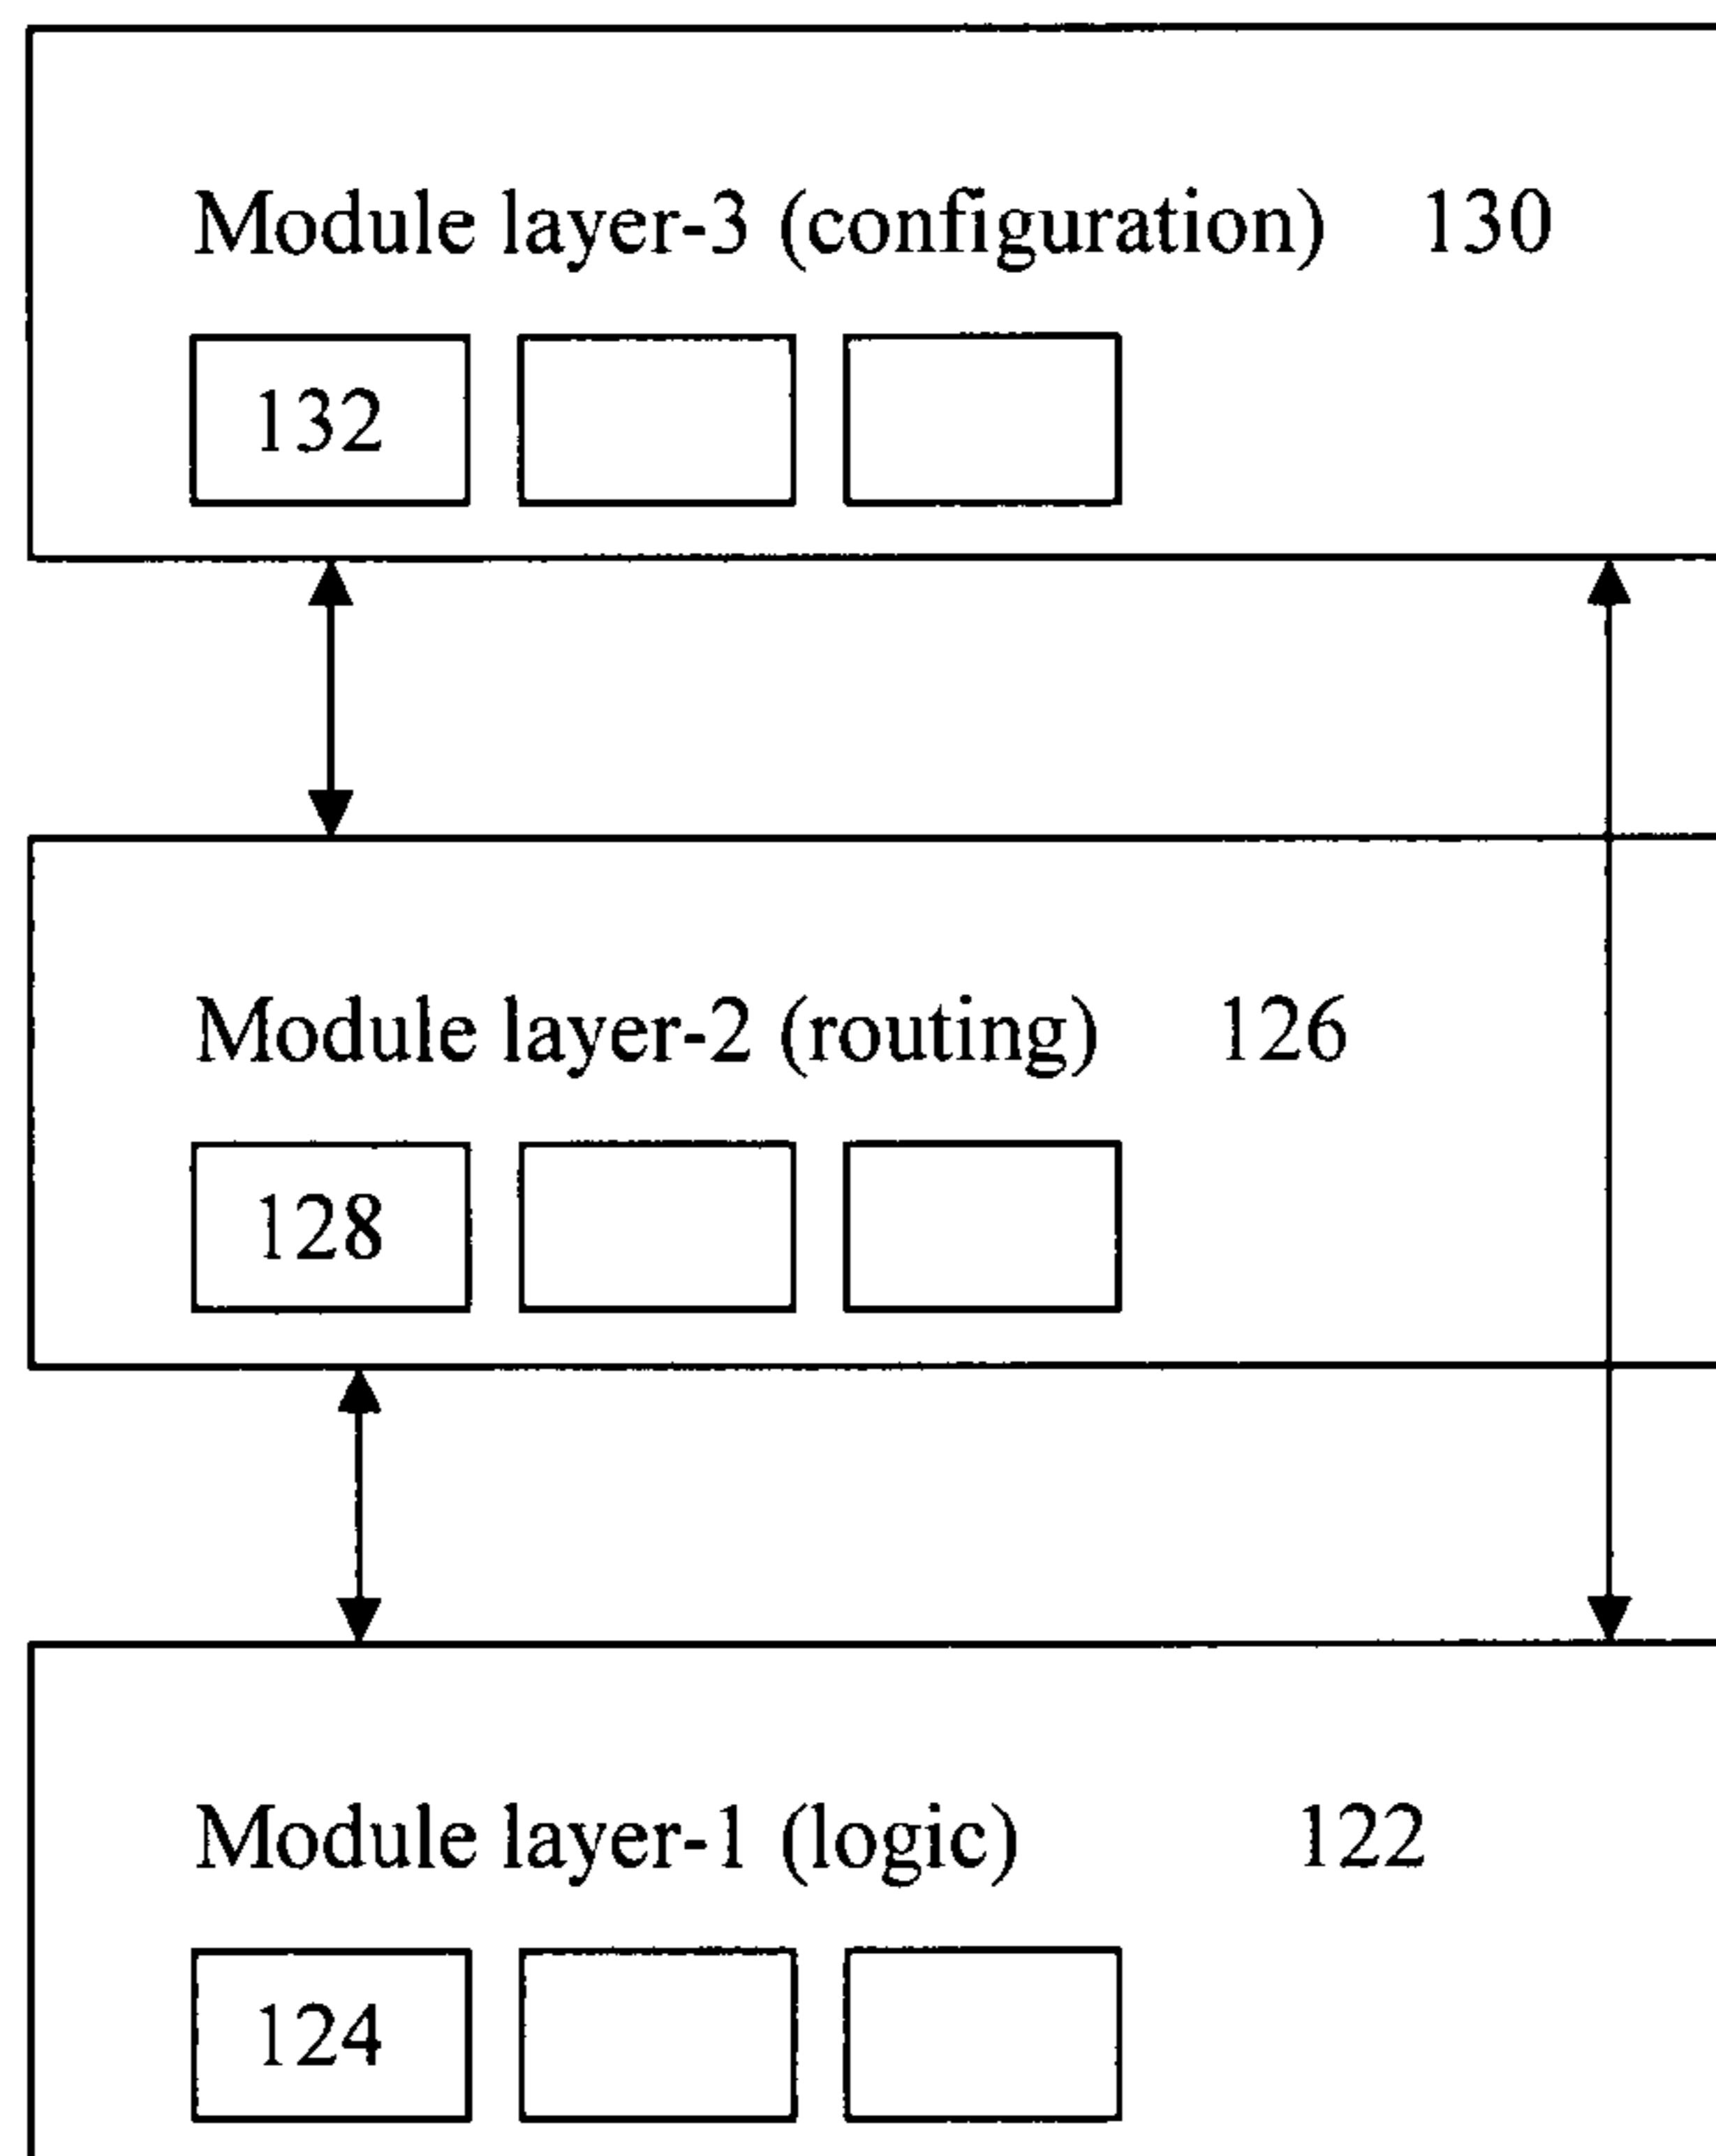 Module layer-3 (configuration) 130
132
Module layer-2 (routing) 126
128
Module layer-1 (logic) 122
124